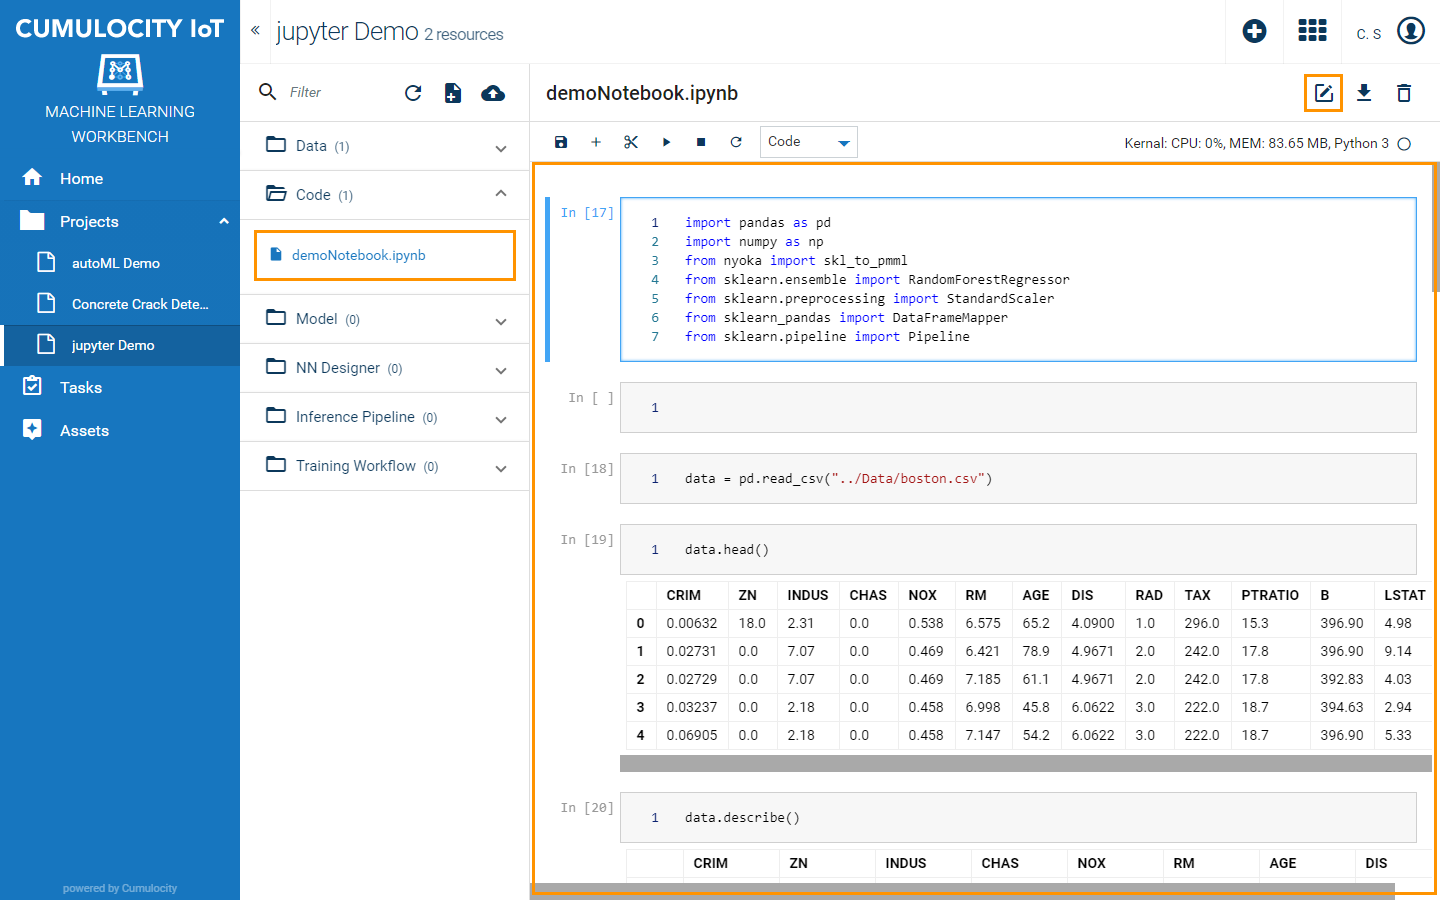 CUMULOCITY IoT
MACHINE LEARNING
WORKBENCH
Home
Projects
autoML Demo
Concrete Crack Dete...
jupyter Demo
Tasks
Assets
powered by Cumulocity
« jupyter Demo 2 resources
C. S
Filter
Data (1)
Code (1)
demoNotebook.ipynb
Model (0)
NN Designer (0)
Inference Pipeline (0)
Training Workflow (0)
demoNotebook.ipynb
Code
Kernal: CPU: 0%, MEM: 83.65 MB, Python 3
In [17]
1 import pandas as pd
2 import numpy as np
3 from nyoka import skl_to_pmml
4 from sklearn.ensemble import RandomForestRegressor
5 from sklearn.preprocessing import StandardScaler
6 from sklearn_pandas import DataFrameMapper
7 from sklearn.pipeline import Pipeline
In [ ]
1
In [18]
1 data = pd.read_csv("../Data/boston.csv")
In [19]
1 data.head()
CRIM ZN INDUS CHAS NOX RM AGE DIS RAD TAX PTRATIO B LSTAT
0 0.00632 18.0 2.31 0.0 0.538 6.575 65.2 4.0900 1.0 296.0 15.3 396.90 4.98
1 0.02731 0.0 7.07 0.0 0.469 6.421 78.9 4.9671 2.0 242.0 17.8 396.90 9.14
2 0.02729 0.0 7.07 0.0 0.469 7.185 61.1 4.9671 2.0 242.0 17.8 392.83 4.03
3 0.03237 0.0 2.18 0.0 0.458 6.998 45.8 6.0622 3.0 222.0 18.7 394.63 2.94
4 0.06905 0.0 2.18 0.0 0.458 7.147 54.2 6.0622 3.0 222.0 18.7 396.90 5.33
In [20]
1 data.describe()
CRIM ZN INDUS CHAS NOX RM AGE DIS